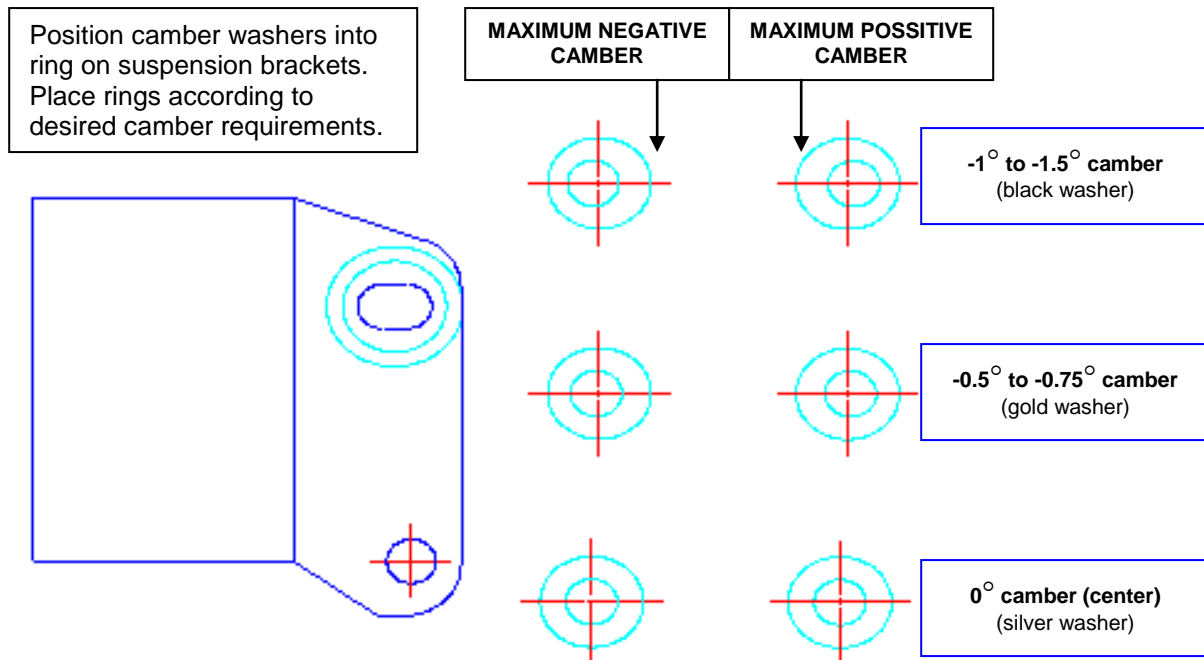 Position camber washers into
ring on suspension brackets.
Place rings according to
desired camber requirements.
MAXIMUM NEGATIVE
CAMBER
MAXIMUM POSSITIVE
CAMBER
-1° to -1.5° camber
(black washer)
-0.5° to -0.75° camber
(gold washer)
0° camber (center)
(silver washer)